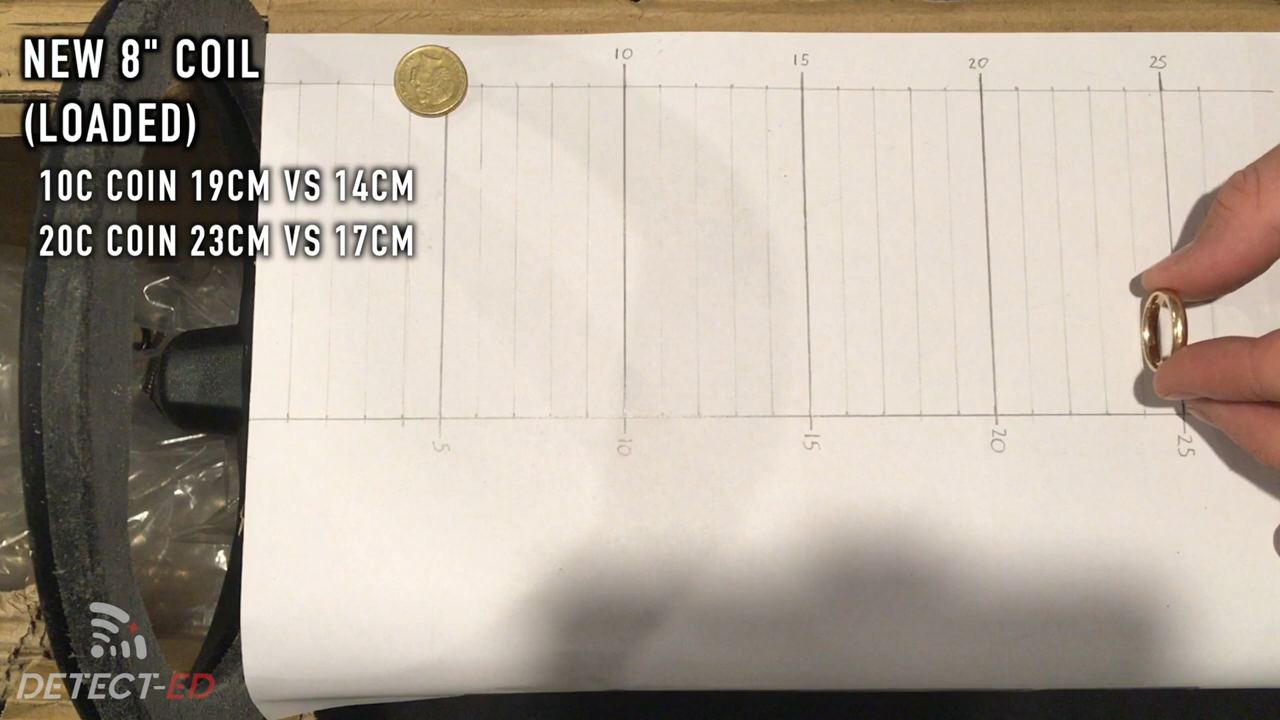 NEW 8" COIL
(LOADED)
10C COIN 19CM VS 14CM
20C COIN 23CM VS 17CM
10 15 20 25
5 10 15 20 25
DETECT-ED